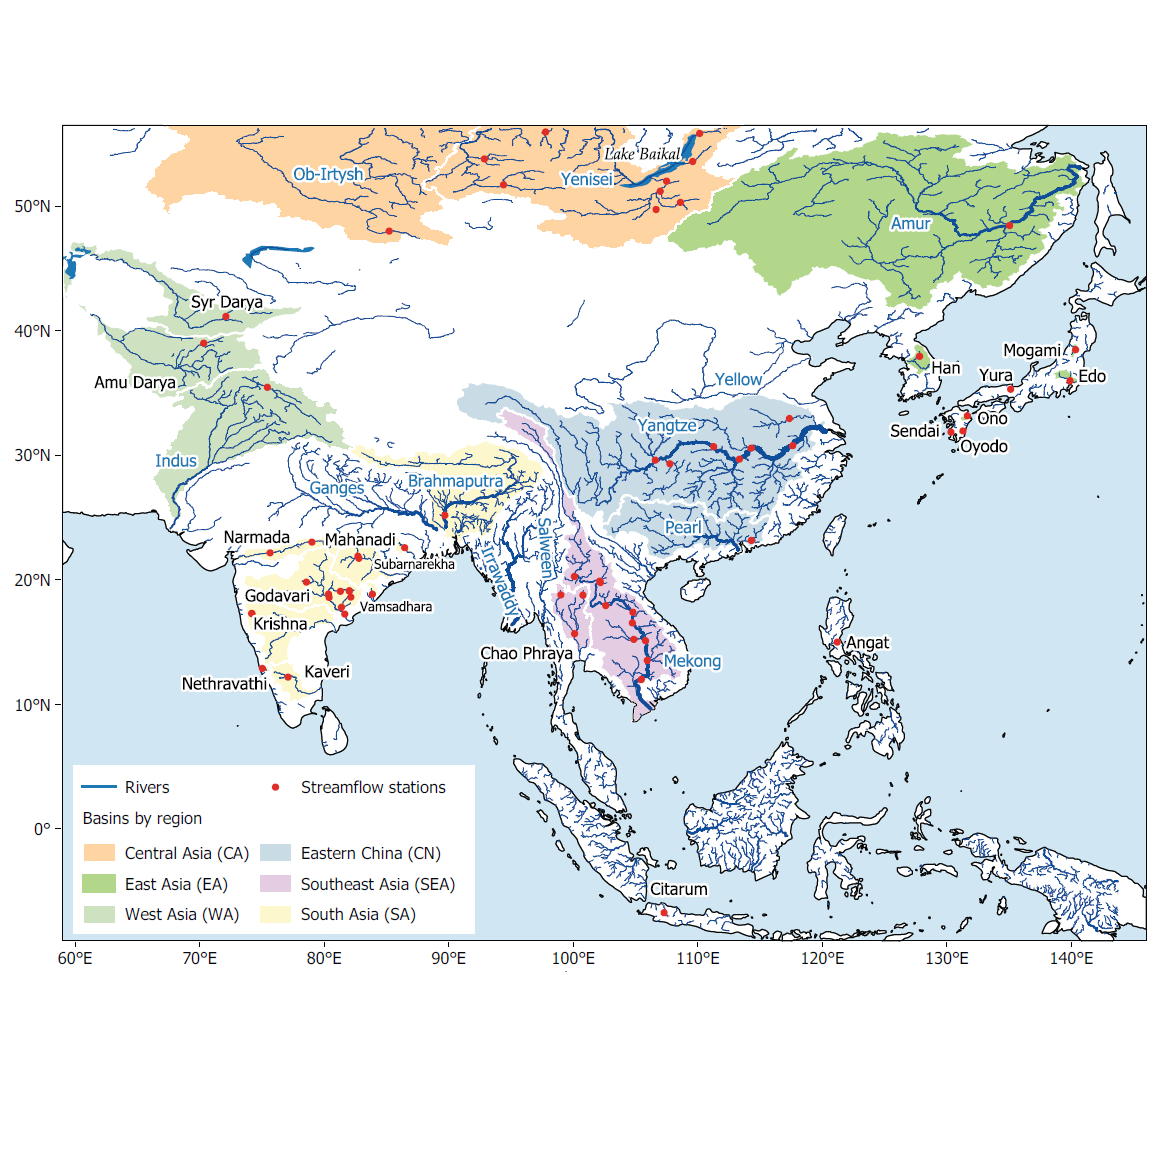 Lake Baikal
Ob-Irtysh
Yenisei
50°N
Amur
Syr Darya
40°N
Mogami
Han
Yura
Edo
Amu Darya
Yellow
Ono
Yangtze
Sendai
Oyodo
30°N
Indus
Brahmaputra
Ganges
Pearl
Narmada
Mahanadi
Salween
Irrawaddy
Subarnarekha
20°N
Godavari
Vamsadhara
Krishna
Angat
Chao Phraya
Mekong
Kaveri
Nethravathi
10°N
Rivers
Streamflow stations
Basins by region
0°
Central Asia (CA)
Eastern China (CN)
East Asia (EA)
Southeast Asia (SEA)
Citarum
West Asia (WA)
South Asia (SA)
60°E 70°E 80°E 90°E 100°E 110°E 120°E 130°E 140°E